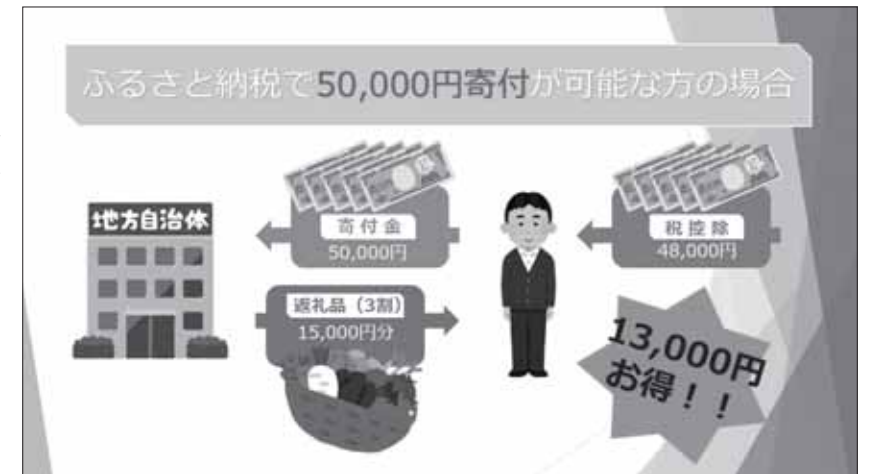 ふるさと納税で50,000円寄付が可能な方の場合
地方自治体
寄付金
50,000円
税控除
48,000円
返礼品（3割）
15,000円分
13,000円
お得！！